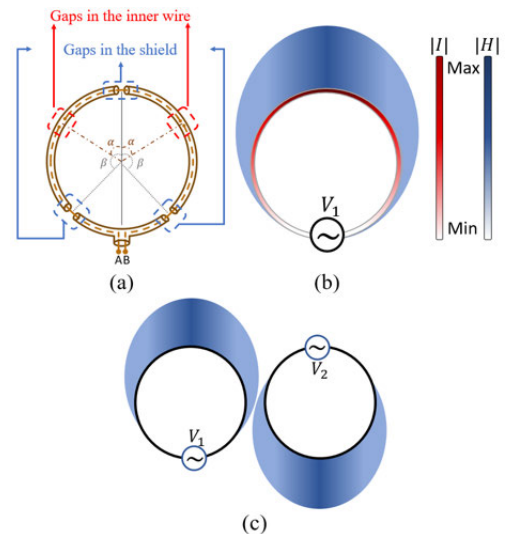 Gaps in the inner wire
Gaps in the shield
α α
β β
AB
(a)
V₁
(b)
|I| |H|
Max
Min
V₁
V₂
(c)